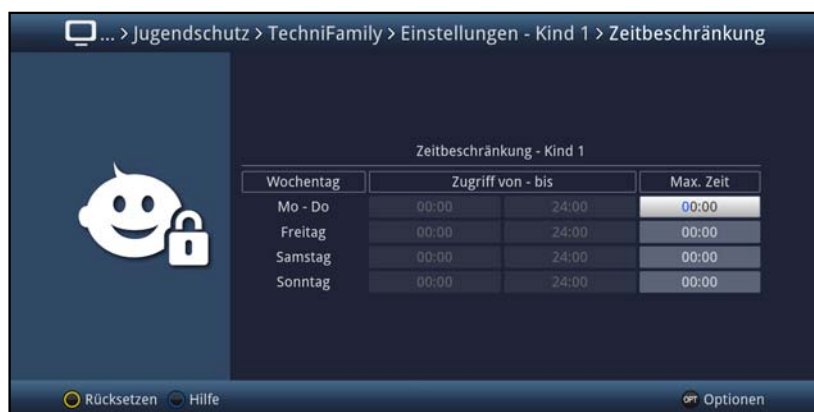 ... > Jugendschutz > TechniFamily > Einstellungen - Kind 1 > Zeitbeschränkung
Zeitbeschränkung - Kind 1
Wochentag Zugriff von - bis Max. Zeit
Mo - Do 00:00 24:00 00:00
Freitag 00:00 24:00 00:00
Samstag 00:00 24:00 00:00
Sonntag 00:00 24:00 00:00
Rücksetzen Hilfe OPT Optionen